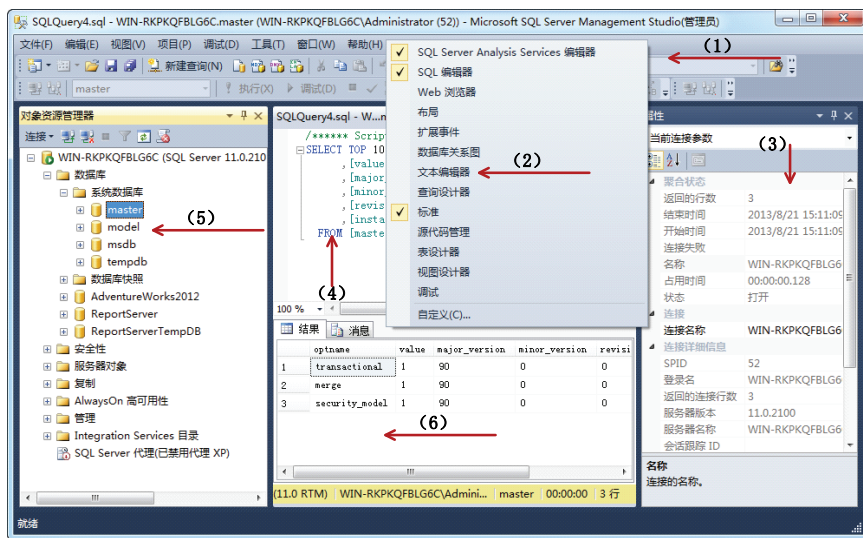 SQLQuery4.sql - WIN-RKPKQFBLG6C.master (WIN-RKPKQFBLG6C\Administrator (52)) - Microsoft SQL Server Management Studio(管理员)
文件(F) 编辑(E) 视图(V) 项目(P) 调试(D) 工具(T) 窗口(W) 帮助(H)
新建查询(N)
master
执行(X) 调试(D)
SQL Server Analysis Services 编辑器
SQL 编辑器
Web 浏览器
布局
扩展事件
数据库关系图
文本编辑器
查询设计器
标准
源代码管理
表设计器
视图设计器
调试
自定义(C)...
(1)
(2)
(3)
(4)
(5)
(6)
对象资源管理器
连接
WIN-RKPKQFBLG6C (SQL Server 11.0.210
数据库
系统数据库
master
model
msdb
tempdb
数据库快照
AdventureWorks2012
ReportServer
ReportServerTempDB
安全性
服务器对象
复制
AlwaysOn 高可用性
管理
Integration Services 目录
SQL Server 代理(已禁用代理 XP)
SQLQuery4.sql - W...n
/****** Scrip
SELECT TOP 10
,[value
,[major_
,[minor_
,[revis
,[insta
FROM [maste
100 %
结果 消息
optname value major_version minor_version revisi
1 transactional 1 90 0 0
2 merge 1 90 0 0
3 security_model 1 90 0 0
(11.0 RTM) WIN-RKPKQFBLG6C\Admini... master 00:00:00 3 行
属性
当前连接参数
聚合状态
返回的行数 3
结束时间 2013/8/21 15:11:09
开始时间 2013/8/21 15:11:09
连接失败
名称 WIN-RKPKQFBLG6
占用时间 00:00:00.128
状态 打开
连接
连接名称 WIN-RKPKQFBLG6
连接详细信息
SPID 52
登录名 WIN-RKPKQFBLG6
返回的连接行数 3
服务器版本 11.0.2100
服务器名称 WIN-RKPKQFBLG6
会话跟踪 ID
名称
连接的名称。
就绪